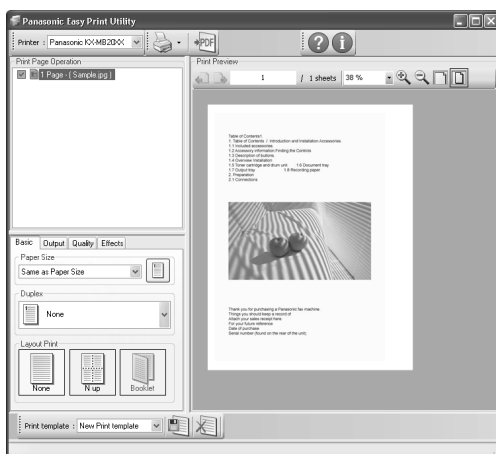 Panasonic Easy Print Utility
Printer : Panasonic KX-MB20XX
PDF
Print Page Operation
1 Page - ( Sample.jpg )
Print Preview
1 / 1 sheets 38 %
Table of Contents1.
1. Table of Contents I Introduction and Installation Accessories
1.1 Included accessories.
1.2 Accessory information Finding the Controls
1.3 Description of buttons.
1.4 Overview Installation
1.5 Toner cartridge and drum unit 1.6 Document tray
1.7 Output tray 1.8 Recording paper
2. Preparation
2.1 Connections
Thank you for purchasing a Panasonic fax machine.
Things you should keep a record of
Attach your sales receipt here.
For your future reference
Date of purchase
Serial number (found on the rear of the unit)
Basic Output Quality Effects
Paper Size
Same as Paper Size
Duplex
None
Layout Print
None N up Booklet
Print template : New Print template